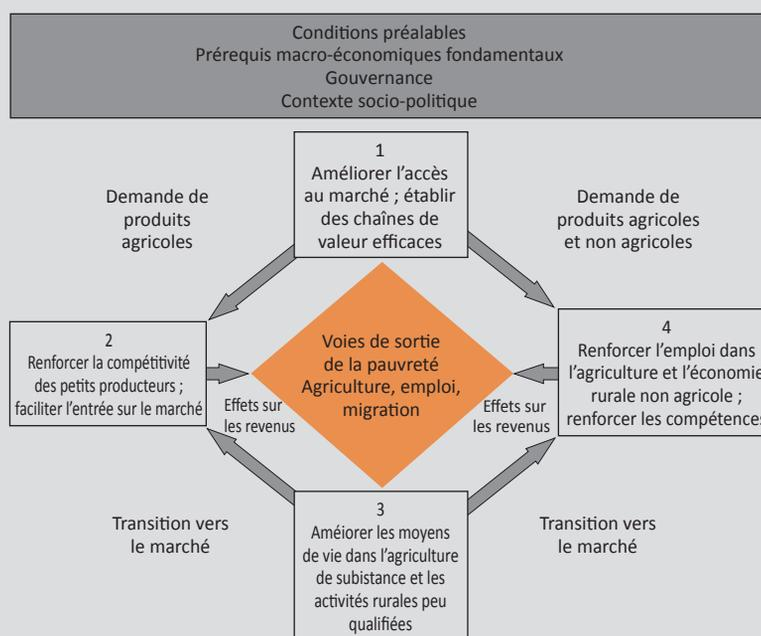 Conditions préalables
Prérequis macro-économiques fondamentaux
Gouvernance
Contexte socio-politique
1
Améliorer l’accès
au marché ; établir
des chaînes de
valeur efficaces
Demande de
produits
agricoles
Demande de
produits agricoles
et non agricoles
2
Renforcer la compétitivité
des petits producteurs ;
faciliter l’entrée sur le marché
Voies de sortie
de la pauvreté
Agriculture, emploi,
migration
4
Renforcer l’emploi dans
l’agriculture et l’économie
rurale non agricole ;
renforcer les compétences
Effets sur
les revenus
Effets sur
les revenus
Transition vers
le marché
3
Améiorer les moyens
de vie dans l’agriculture
de subistance et les
activités rurales peu
qualifiées
Transition vers
le marché